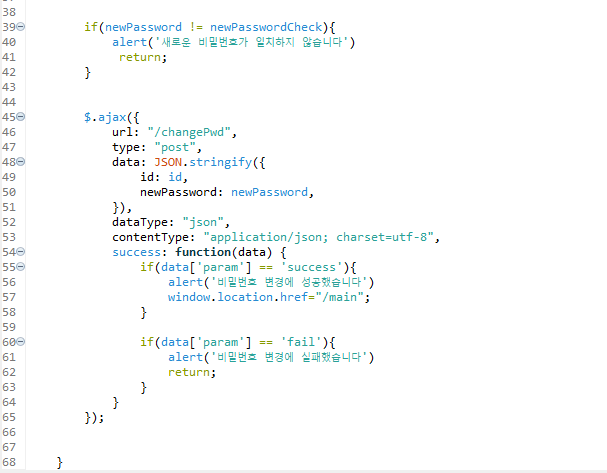 38
39 if(newPassword != newPasswordCheck){
40 alert('새로운 비밀번호가 일치하지 않습니다')
41 return;
42 }
43
44
45 $.ajax({
46 url: "/changePwd",
47 type: "post",
48 data: JSON.stringify({
49 id: id,
50 newPassword: newPassword,
51 }),
52 dataType: "json",
53 contentType: "application/json; charset=utf-8",
54 success: function(data) {
55 if(data['param'] == 'success'){
56 alert('비밀번호 변경에 성공했습니다')
57 window.location.href="/main";
58 }
59
60 if(data['param'] == 'fail'){
61 alert('비밀번호 변경에 실패했습니다')
62 return;
63 }
64 }
65 });
66
67
68 }